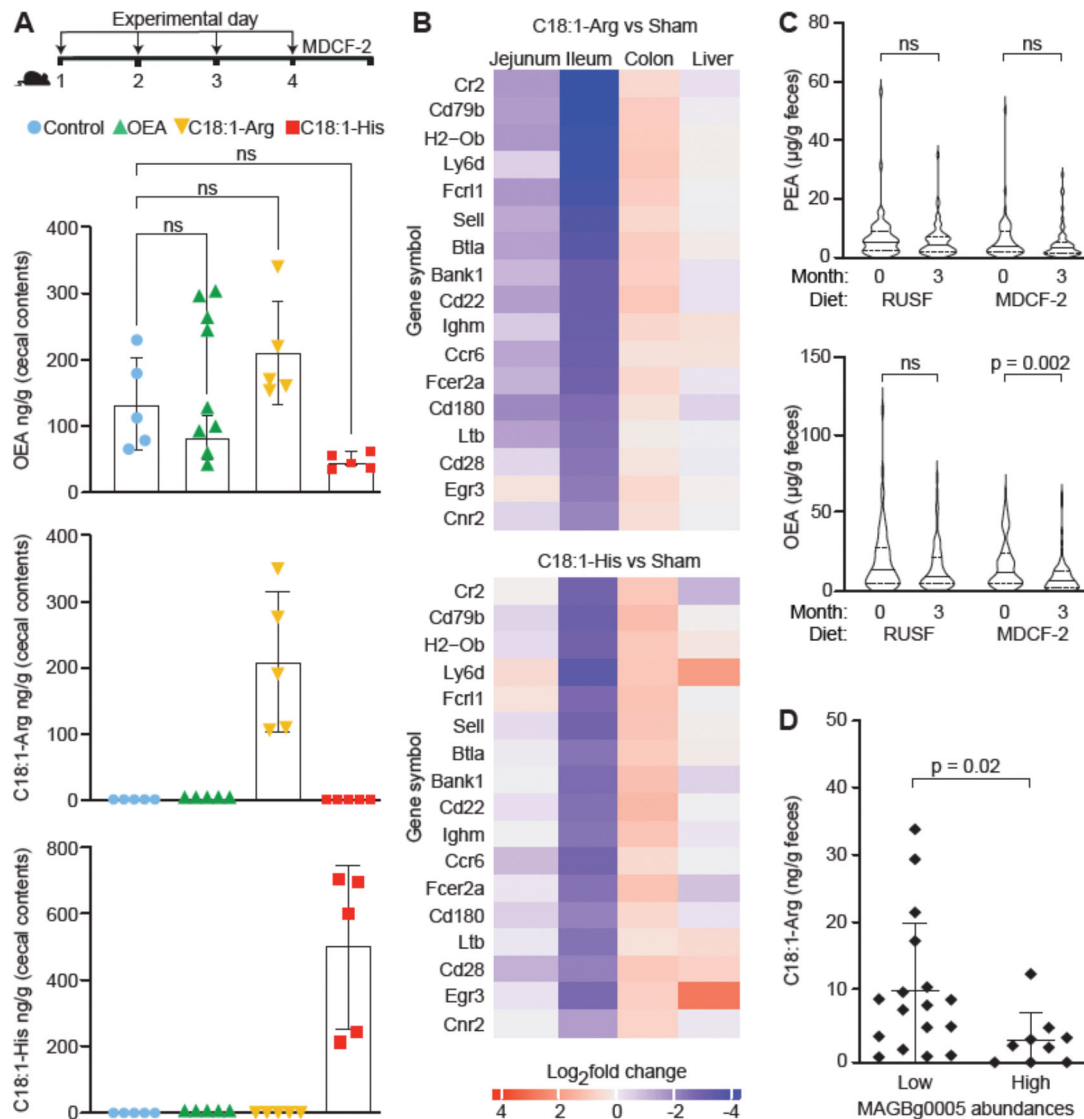 A
Experimental day
MDCF-2
1 2 3 4
Control OEA C18:1-Arg C18:1-His
ns
ns
ns
OEA ng/g (cecal contents)
400
300
200
100
0
C18:1-Arg ng/g (cecal contents)
400
300
200
100
0
C18:1-His ng/g (cecal contents)
800
600
400
200
0
B
C18:1-Arg vs Sham
Jejunum Ileum Colon Liver
Gene symbol
Cr2
Cd79b
H2-Ob
Ly6d
Fcrl1
Sell
Btla
Bank1
Cd22
Ighm
Ccr6
Fcer2a
Cd180
Ltb
Cd28
Egr3
Cnr2
C18:1-His vs Sham
Gene symbol
Cr2
Cd79b
H2-Ob
Ly6d
Fcrl1
Sell
Btla
Bank1
Cd22
Ighm
Ccr6
Fcer2a
Cd180
Ltb
Cd28
Egr3
Cnr2
Log2fold change
4 2 0 -2 -4
C
ns ns
PEA (µg/g feces)
80
60
40
20
0
Month: 0 3 0 3
Diet: RUSF MDCF-2
ns p = 0.002
OEA (µg/g feces)
150
100
50
0
Month: 0 3 0 3
Diet: RUSF MDCF-2
D
p = 0.02
C18:1-Arg (ng/g feces)
50
40
30
20
10
0
Low High
MAGBg0005 abundances